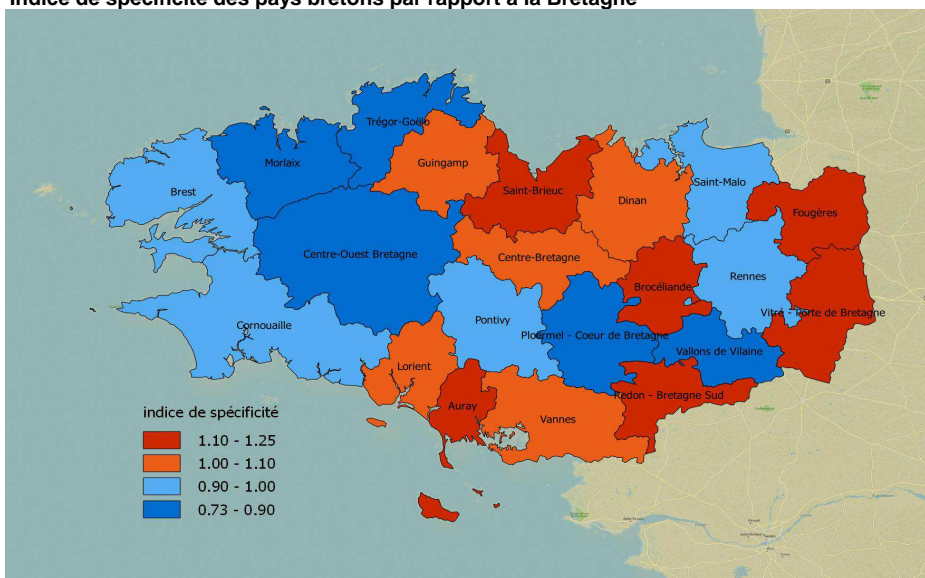 Indice de spécificité des pays bretons par rapport à la Bretagne
Trégor-Goëlo
Morlaix
Guingamp
Brest
Saint-Brieuc
Dinan
Saint-Malo
Fougères
Centre-Ouest Bretagne
Centre-Bretagne
Brocéliande
Rennes
Vitré - Porte de Bretagne
Cornouaille
Pontivy
Ploërmel - Coeur de Bretagne
Vallons de Vilaine
Lorient
Auray
Vannes
Redon - Bretagne Sud
indice de spécificité
1.10 - 1.25
1.00 - 1.10
0.90 - 1.00
0.73 - 0.90